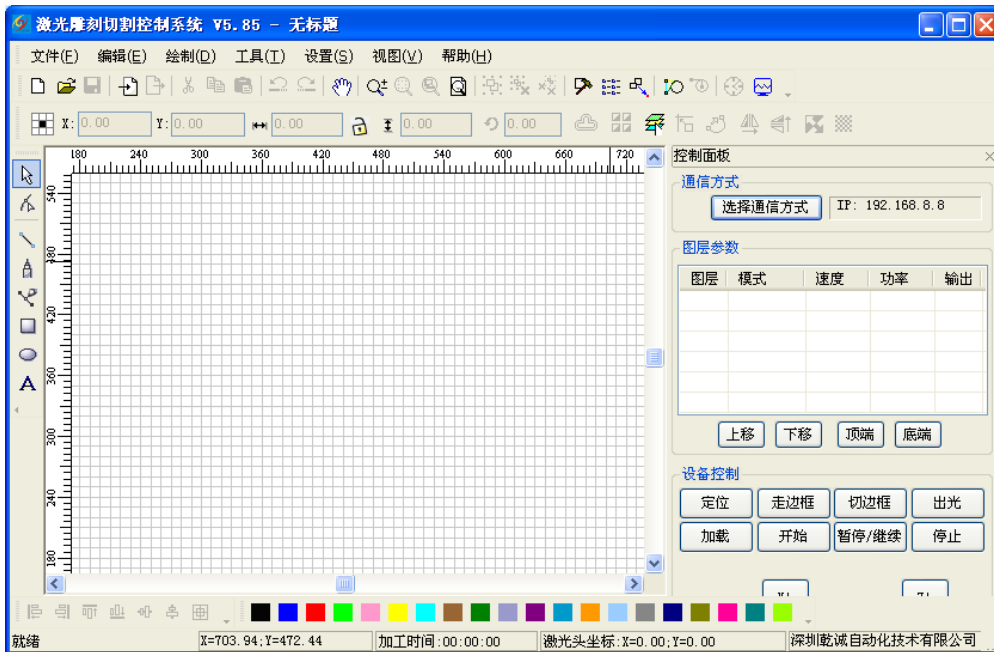 激光雕刻切割控制系统 V5.85 - 无标题
文件(F) 编辑(E) 绘制(D) 工具(T) 设置(S) 视图(V) 帮助(H)
X: 0.00 Y: 0.00 0.00 0.00 0.00
180 240 300 360 420 480 540 600 660 720
540
480
420
360
300
240
180
A
控制面板
通信方式
选择通信方式 IP: 192.168.8.8
图层参数
图层 模式 速度 功率 输出
上移 下移 顶端 底端
设备控制
定位 走边框 切边框 出光
加载 开始 暂停/继续 停止
就绪 X=703.94;Y=472.44 加工时间:00:00:00 激光头坐标:X=0.00;Y=0.00 深圳乾诚自动化技术有限公司